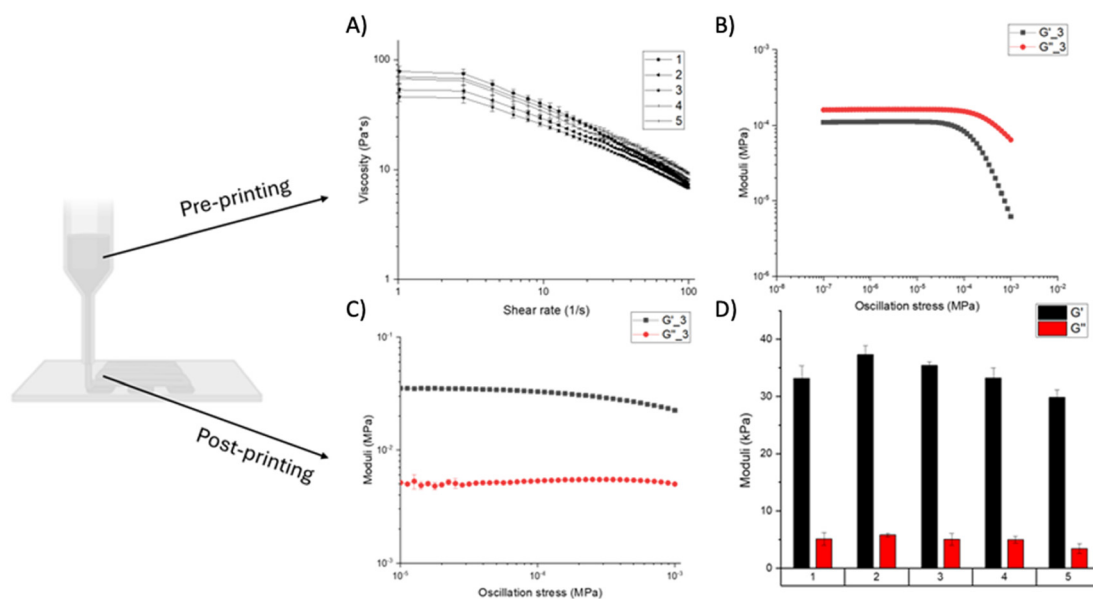 Pre-printing
Post-printing
A)
1
2
3
4
5
100
10
1
Viscosity (Pa*s)
1
10
100
Shear rate (1/s)
B)
G'_3
G''_3
10⁻³
10⁻⁴
10⁻⁵
10⁻⁶
Moduli (MPa)
10⁻⁸
10⁻⁷
10⁻⁶
10⁻⁵
10⁻⁴
10⁻³
10⁻²
Oscillation stress (MPa)
C)
G'_3
G''_3
10⁻¹
10⁻²
10⁻³
Moduli (MPa)
10⁻⁵
10⁻⁴
10⁻³
Oscillation stress (MPa)
D)
G'
G''
40
30
20
10
0
Moduli (kPa)
1
2
3
4
5